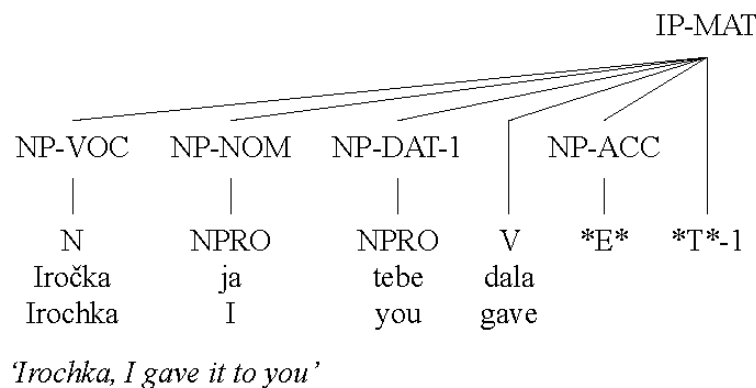 IP-MAT
NP-VOC NP-NOM NP-DAT-1 NP-ACC
N NPRO NPRO V *E* *T*-1
Iročka ja tebe dala
Irochka I you gave
‘Irochka, I gave it to you’